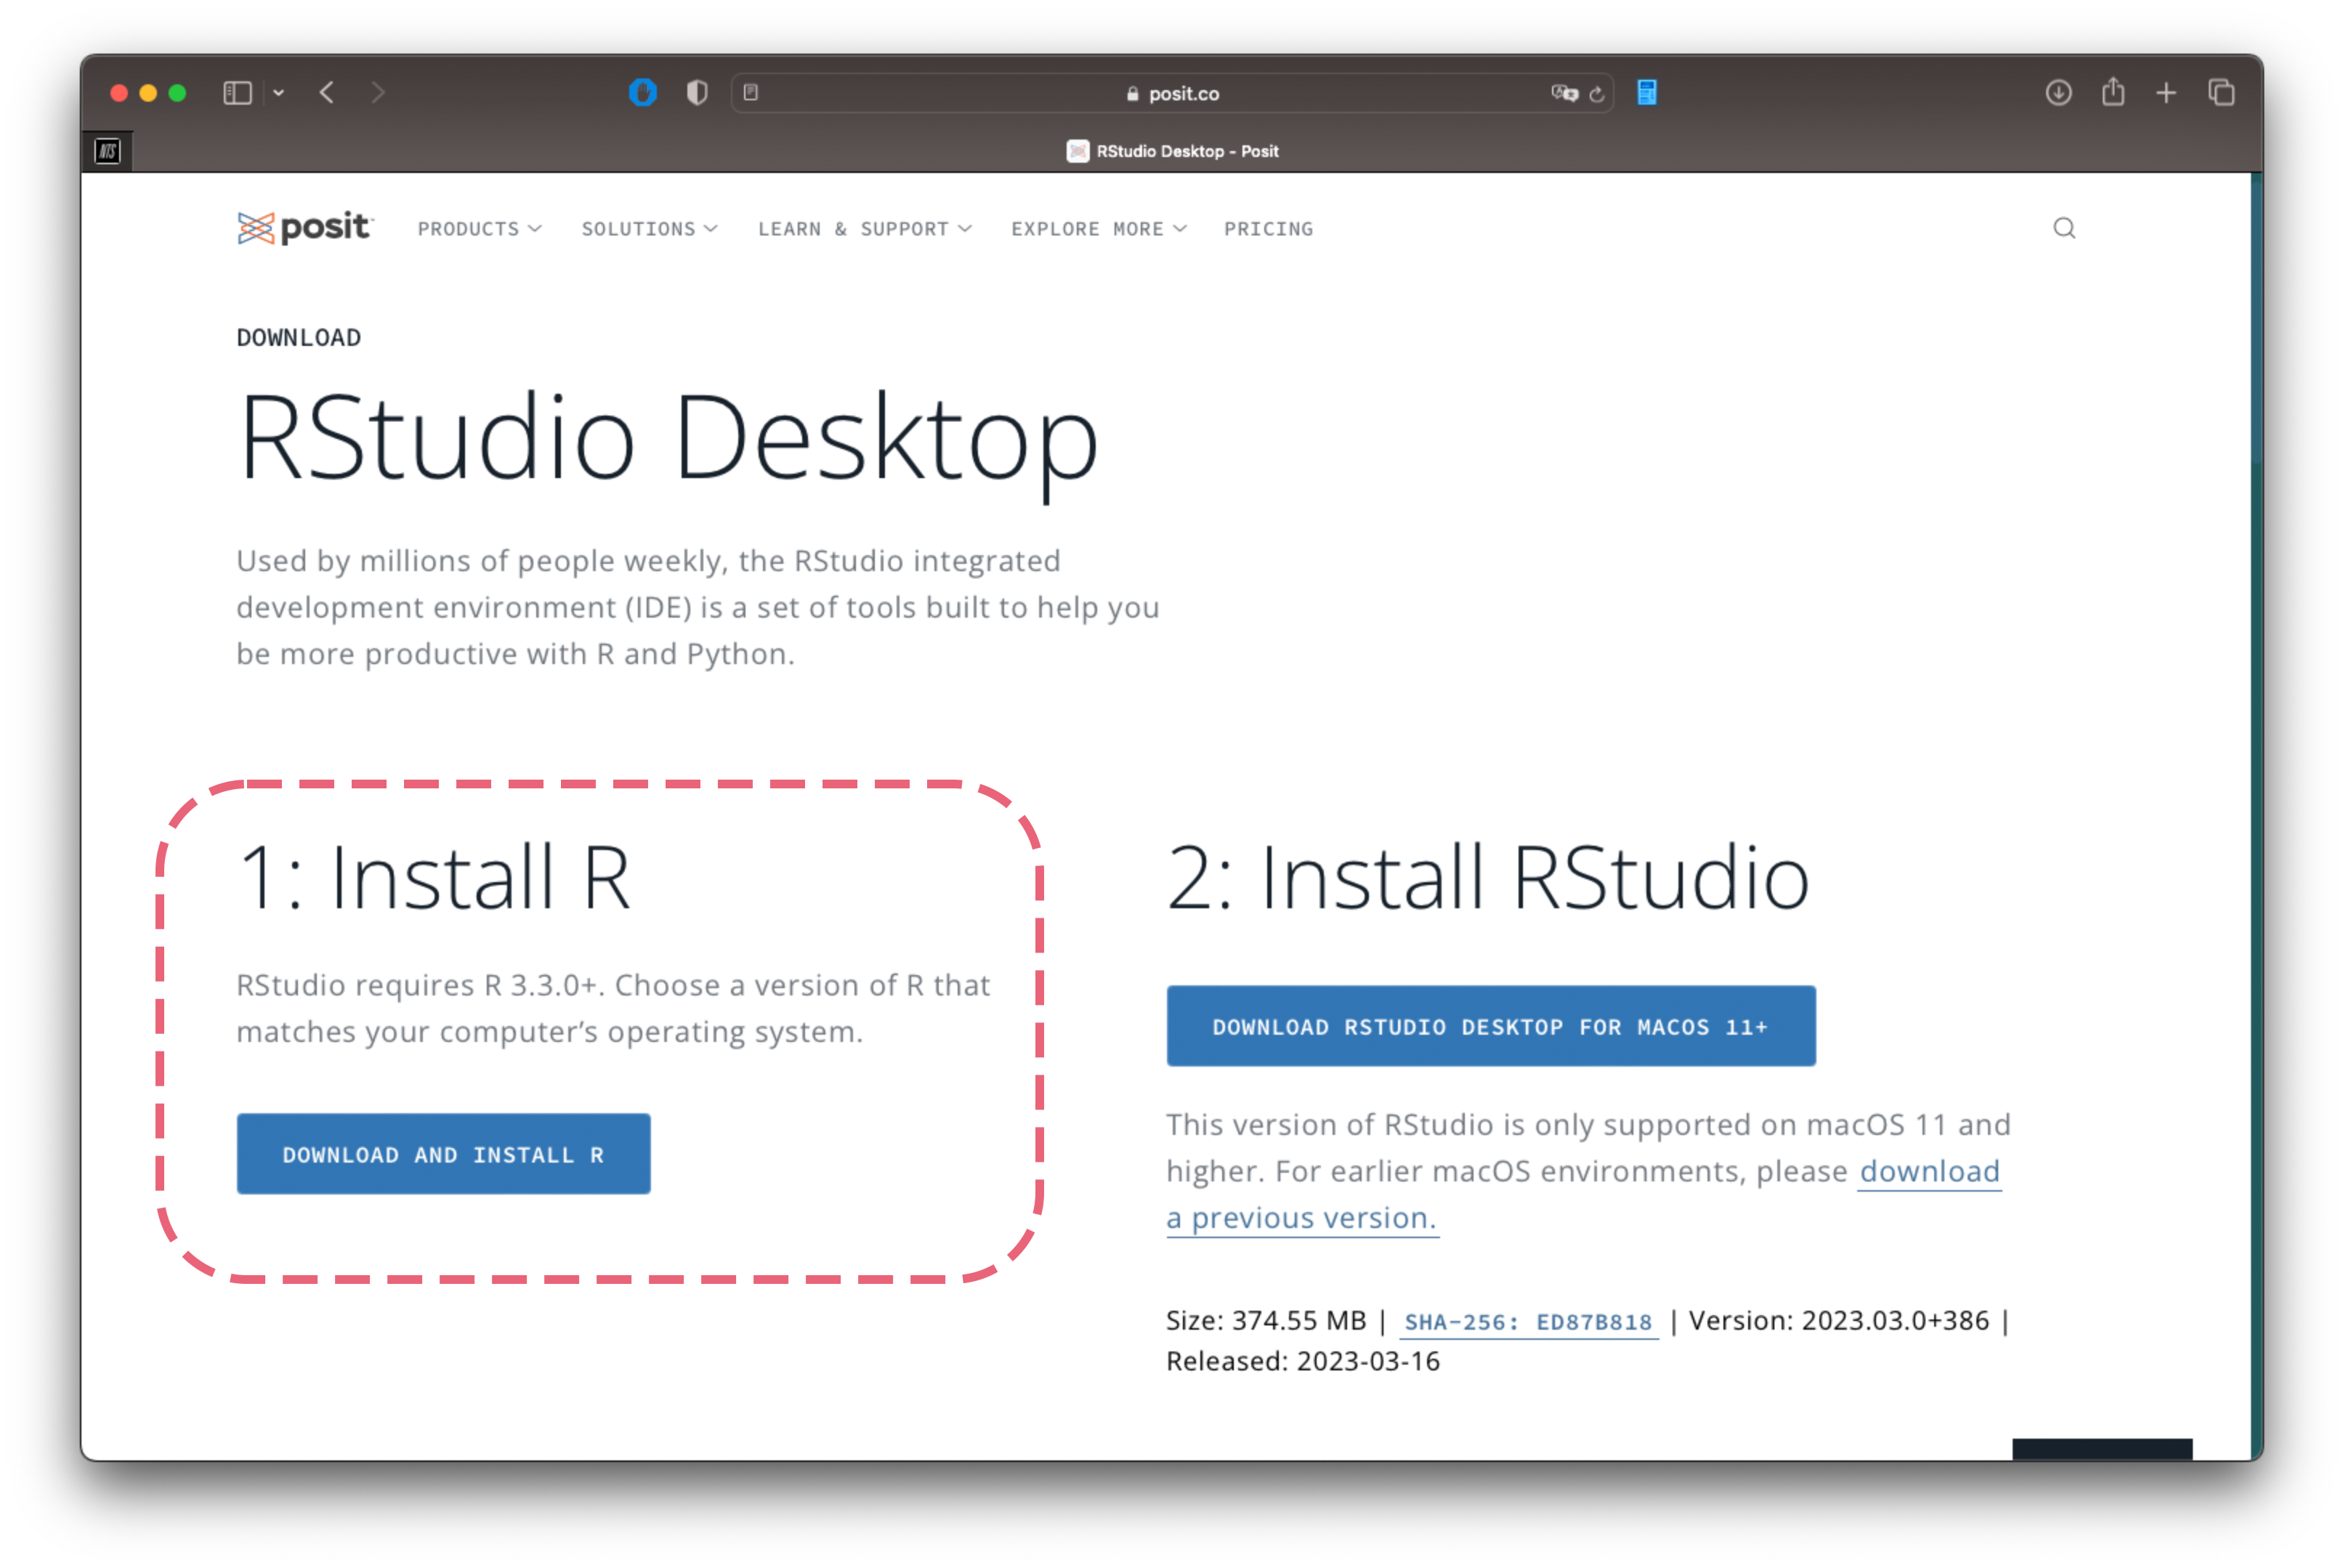 posit.co
NTS
RStudio Desktop - Posit
posit PRODUCTS SOLUTIONS LEARN & SUPPORT EXPLORE MORE PRICING
DOWNLOAD
RStudio Desktop
Used by millions of people weekly, the RStudio integrated
development environment (IDE) is a set of tools built to help you
be more productive with R and Python.
1: Install R
RStudio requires R 3.3.0+. Choose a version of R that
matches your computer’s operating system.
DOWNLOAD AND INSTALL R
2: Install RStudio
DOWNLOAD RSTUDIO DESKTOP FOR MACOS 11+
This version of RStudio is only supported on macOS 11 and
higher. For earlier macOS environments, please download
a previous version.
Size: 374.55 MB | SHA-256: ED87B818 | Version: 2023.03.0+386 |
Released: 2023-03-16